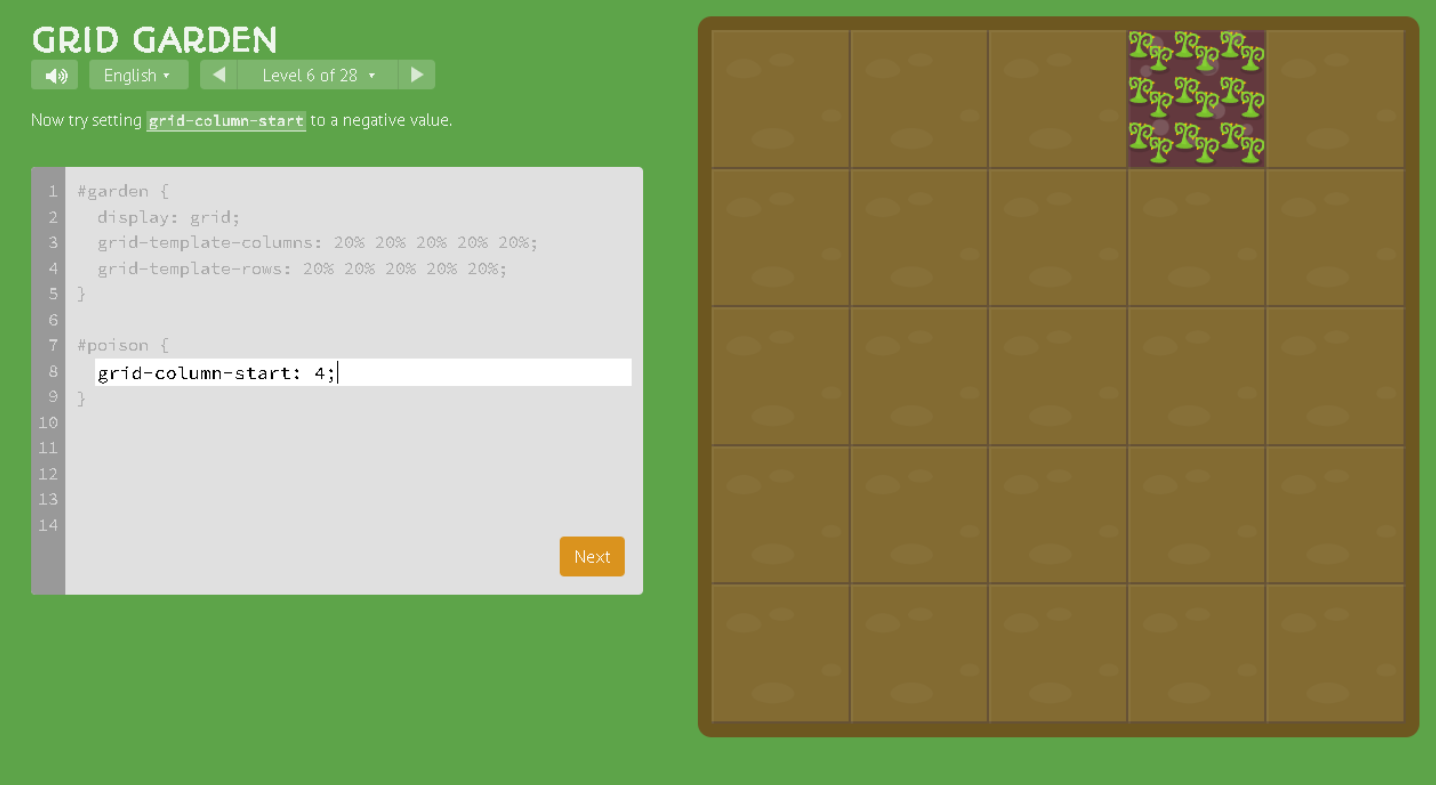 GRID GARDEN
English ▾ Level 6 of 28 ▾
Now try setting grid-column-start to a negative value.
1 #garden {
2   display: grid;
3   grid-template-columns: 20% 20% 20% 20% 20%;
4   grid-template-rows: 20% 20% 20% 20% 20%;
5 }
6
7 #poison {
8   grid-column-start: 4;
9 }
10
11
12
13
14
Next